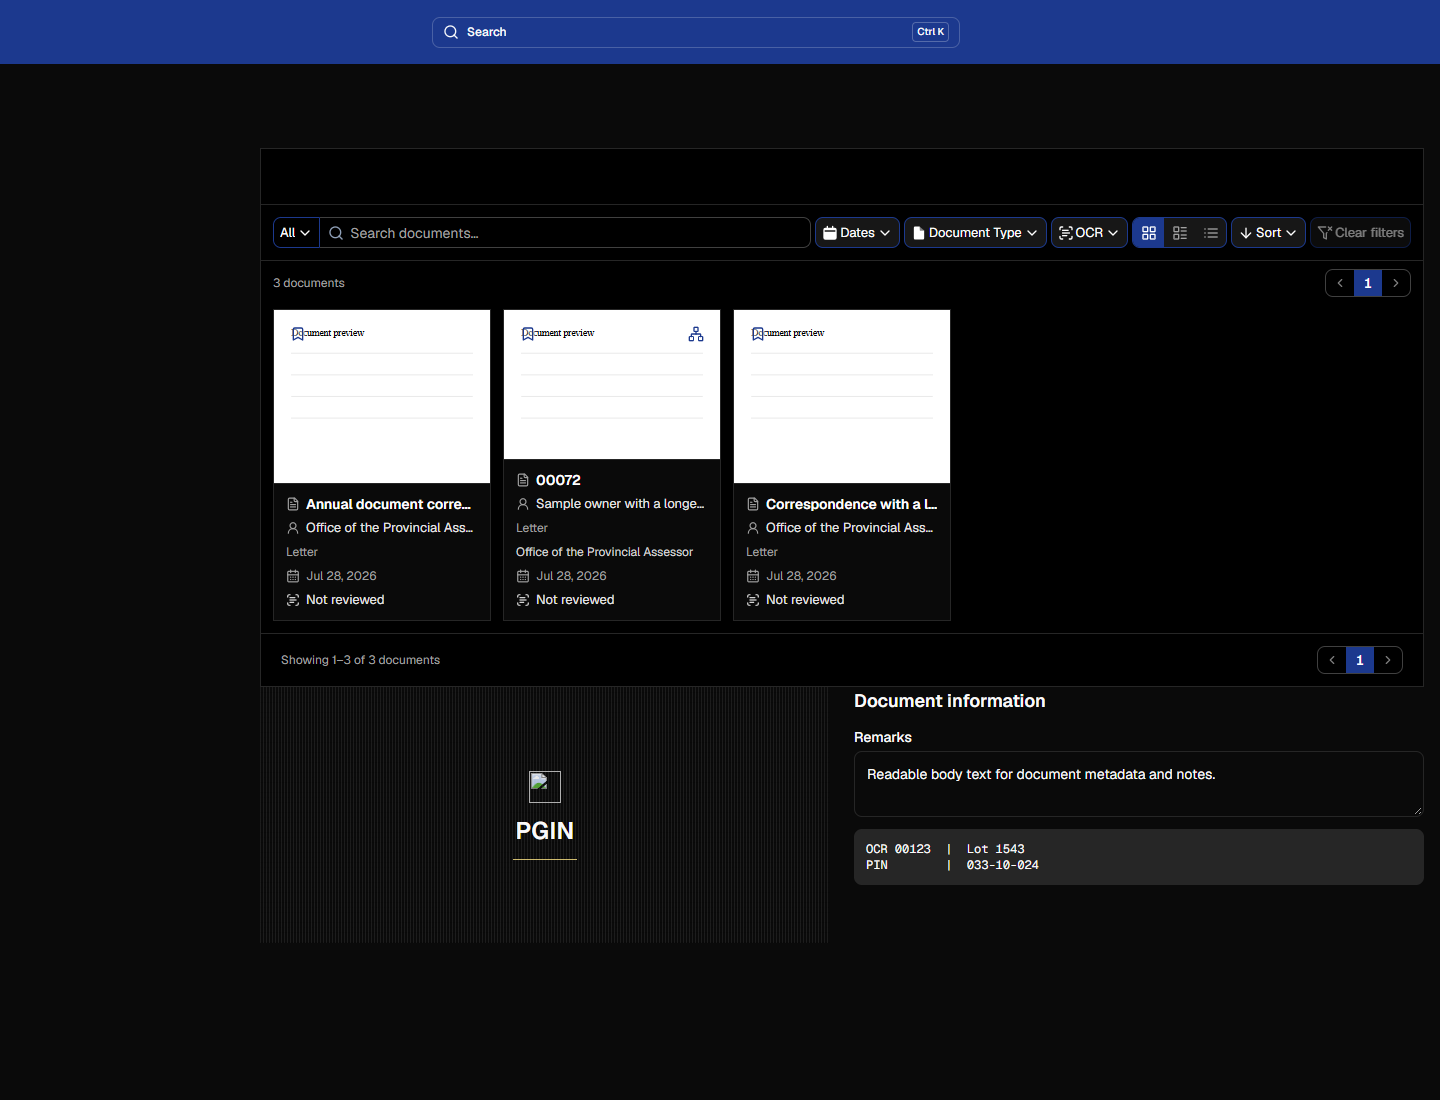 Search
Ctrl K
All
Search documents...
Dates
Document Type
OCR
Sort
Clear filters
3 documents
1
Document preview
Annual document corre...
Office of the Provincial Ass...
Letter
Jul 28, 2026
Not reviewed
Document preview
00072
Sample owner with a longe...
Letter
Office of the Provincial Assessor
Jul 28, 2026
Not reviewed
Document preview
Correspondence with a L...
Office of the Provincial Ass...
Letter
Jul 28, 2026
Not reviewed
Showing 1–3 of 3 documents
1
PGIN
Document information
Remarks
Readable body text for document metadata and notes.
OCR 00123 | Lot 1543
PIN | 033-10-024